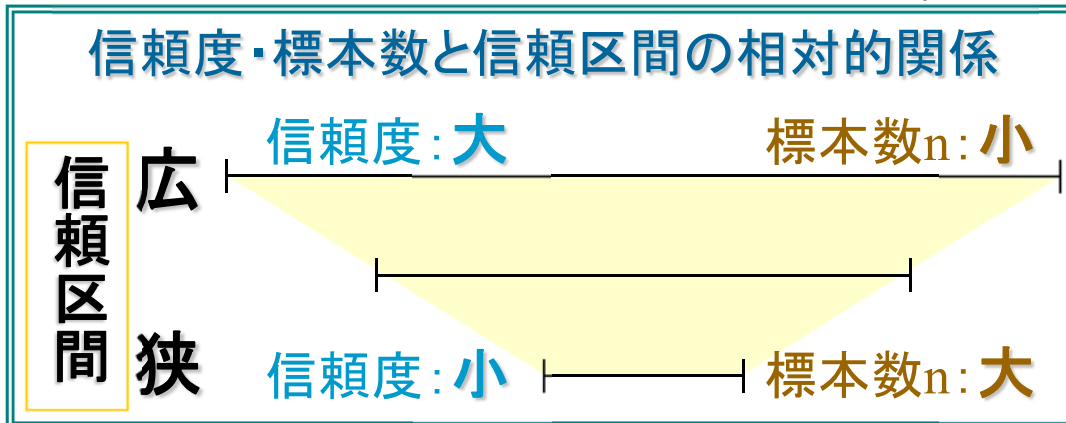 信頼度・標本数と信頼区間の相対的関係
信頼区間
広
信頼度:大
標本数n:小
狭
信頼度:小
標本数n:大